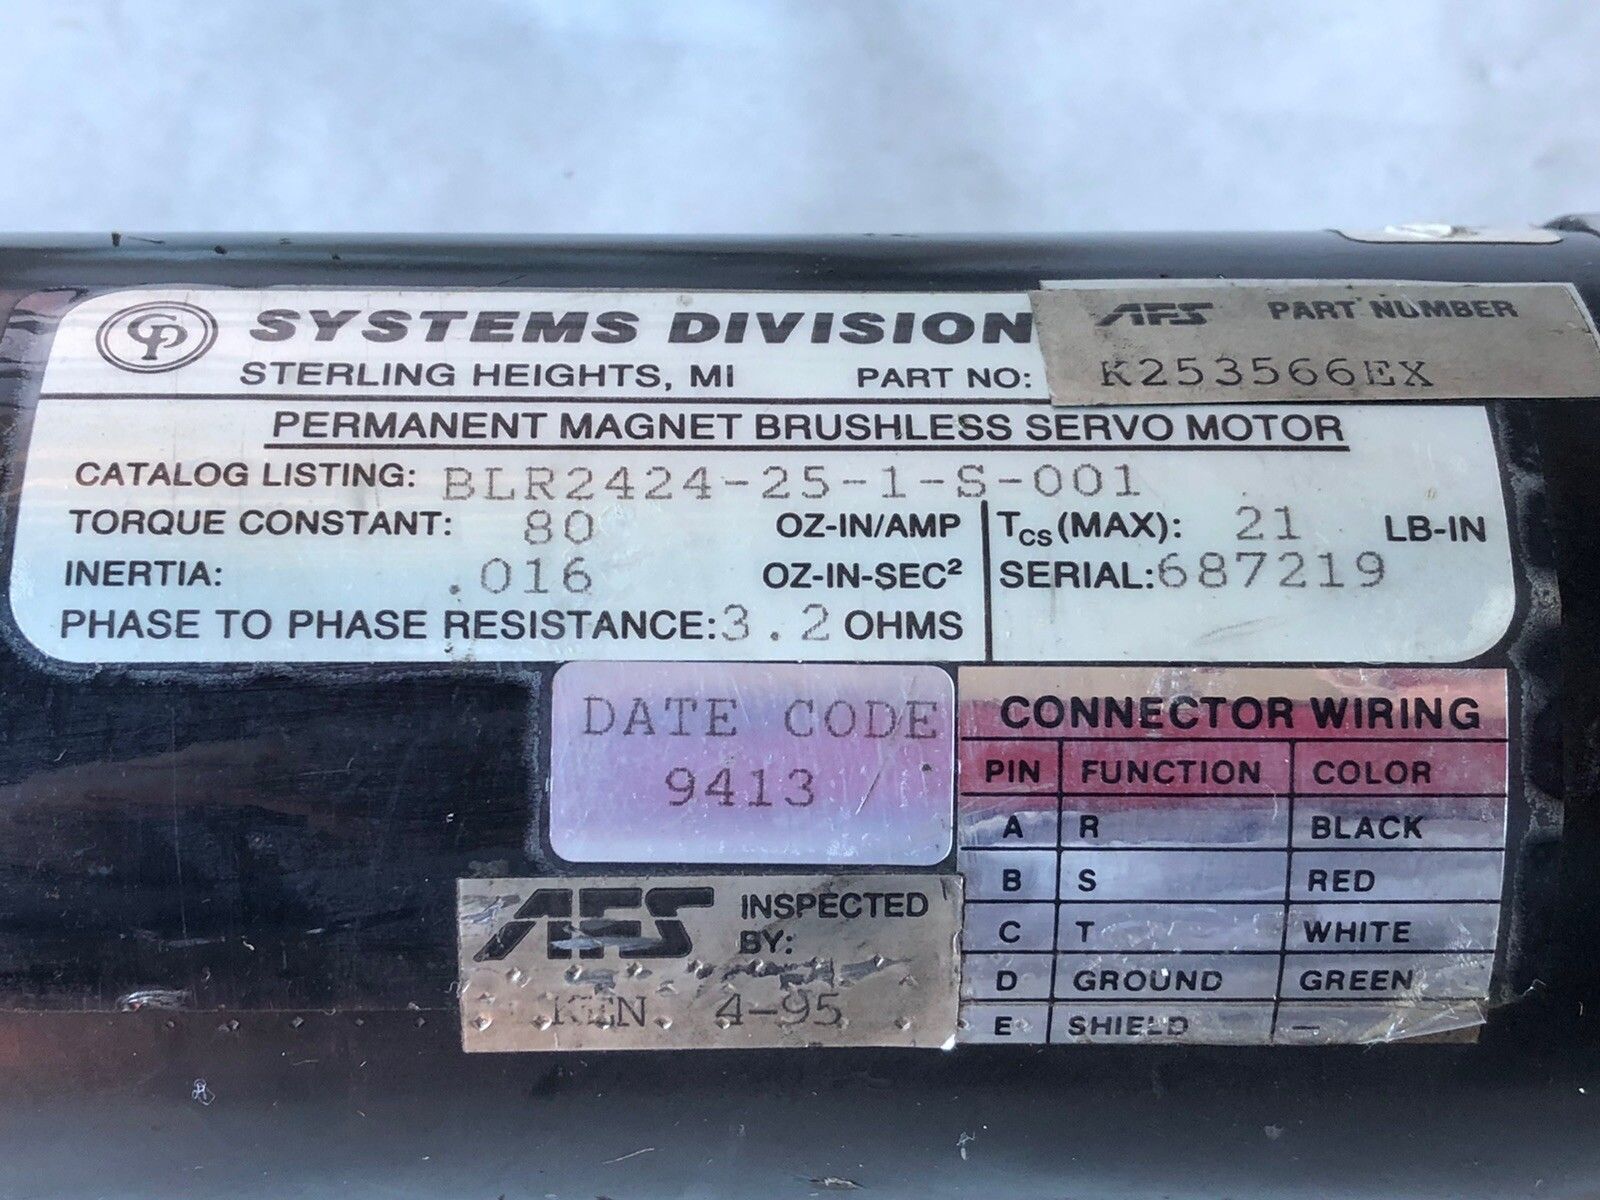 CP SYSTEMS DIVISION
STERLING HEIGHTS, MI PART NO:
AFS PART NUMBER
K253566EX
PERMANENT MAGNET BRUSHLESS SERVO MOTOR
CATALOG LISTING: BLR2424-25-1-S-001
TORQUE CONSTANT: 80 OZ-IN/AMP TCS (MAX): 21 LB-IN
INERTIA: .016 OZ-IN-SEC² SERIAL: 687219
PHASE TO PHASE RESISTANCE: 3.2 OHMS
DATE CODE
9413
AFS INSPECTED
BY:
KEN 4-95
CONNECTOR WIRING
PIN FUNCTION COLOR
A R BLACK
B S RED
C T WHITE
D GROUND GREEN
E SHIELD —